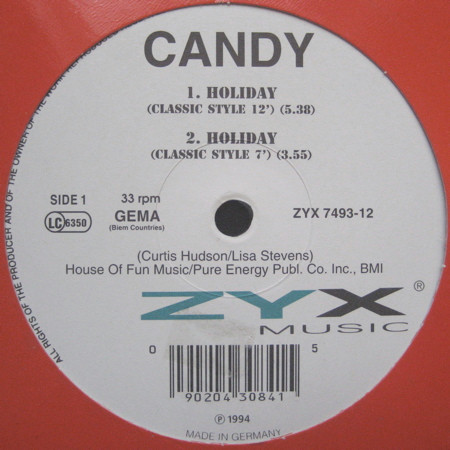 CANDY
1. HOLIDAY
(CLASSIC STYLE 12') (5.38)
2. HOLIDAY
(CLASSIC STYLE 7') (3.55)
SIDE 1
33 rpm
LC 6350
GEMA
(Biem Countries)
ZYX 7493-12
(Curtis Hudson/Lisa Stevens)
House Of Fun Music/Pure Energy Publ. Co. Inc., BMI
ZYX ®
MUSIC
0 5
90204 30841
℗ 1994
MADE IN GERMANY
ALL RIGHTS OF THE PRODUCER AND OF THE OWNER OF THE